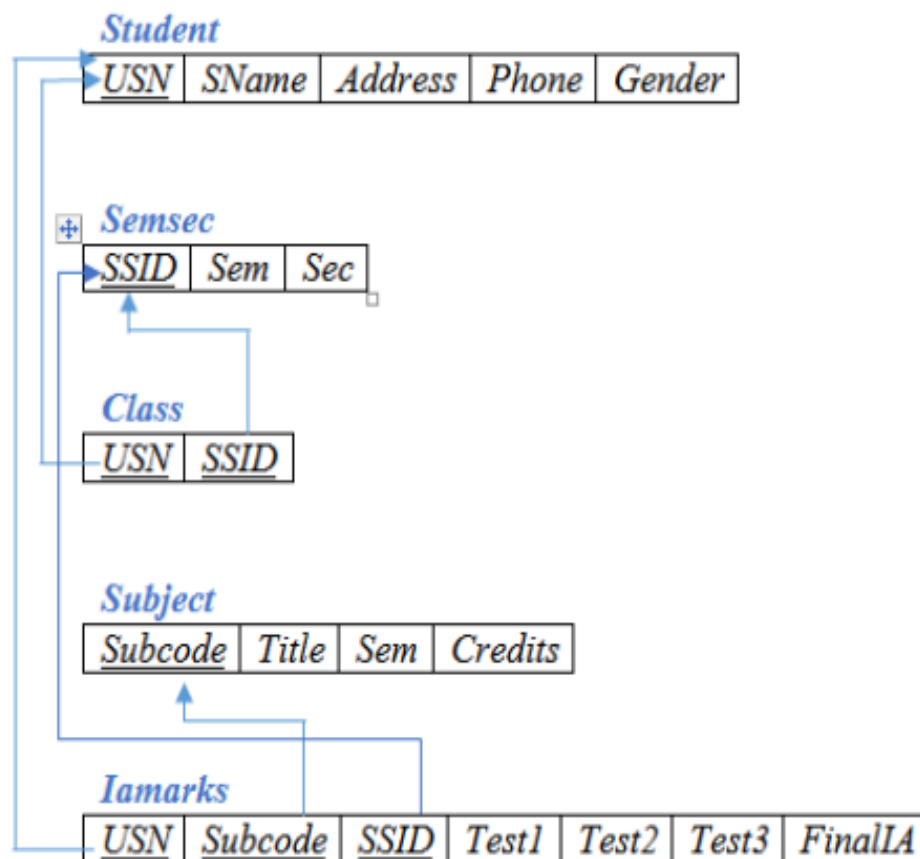 Student
USN SName Address Phone Gender
Semsec
SSID Sem Sec
Class
USN SSID
Subject
Subcode Title Sem Credits
Iamarks
USN Subcode SSID Test1 Test2 Test3 FinalIA